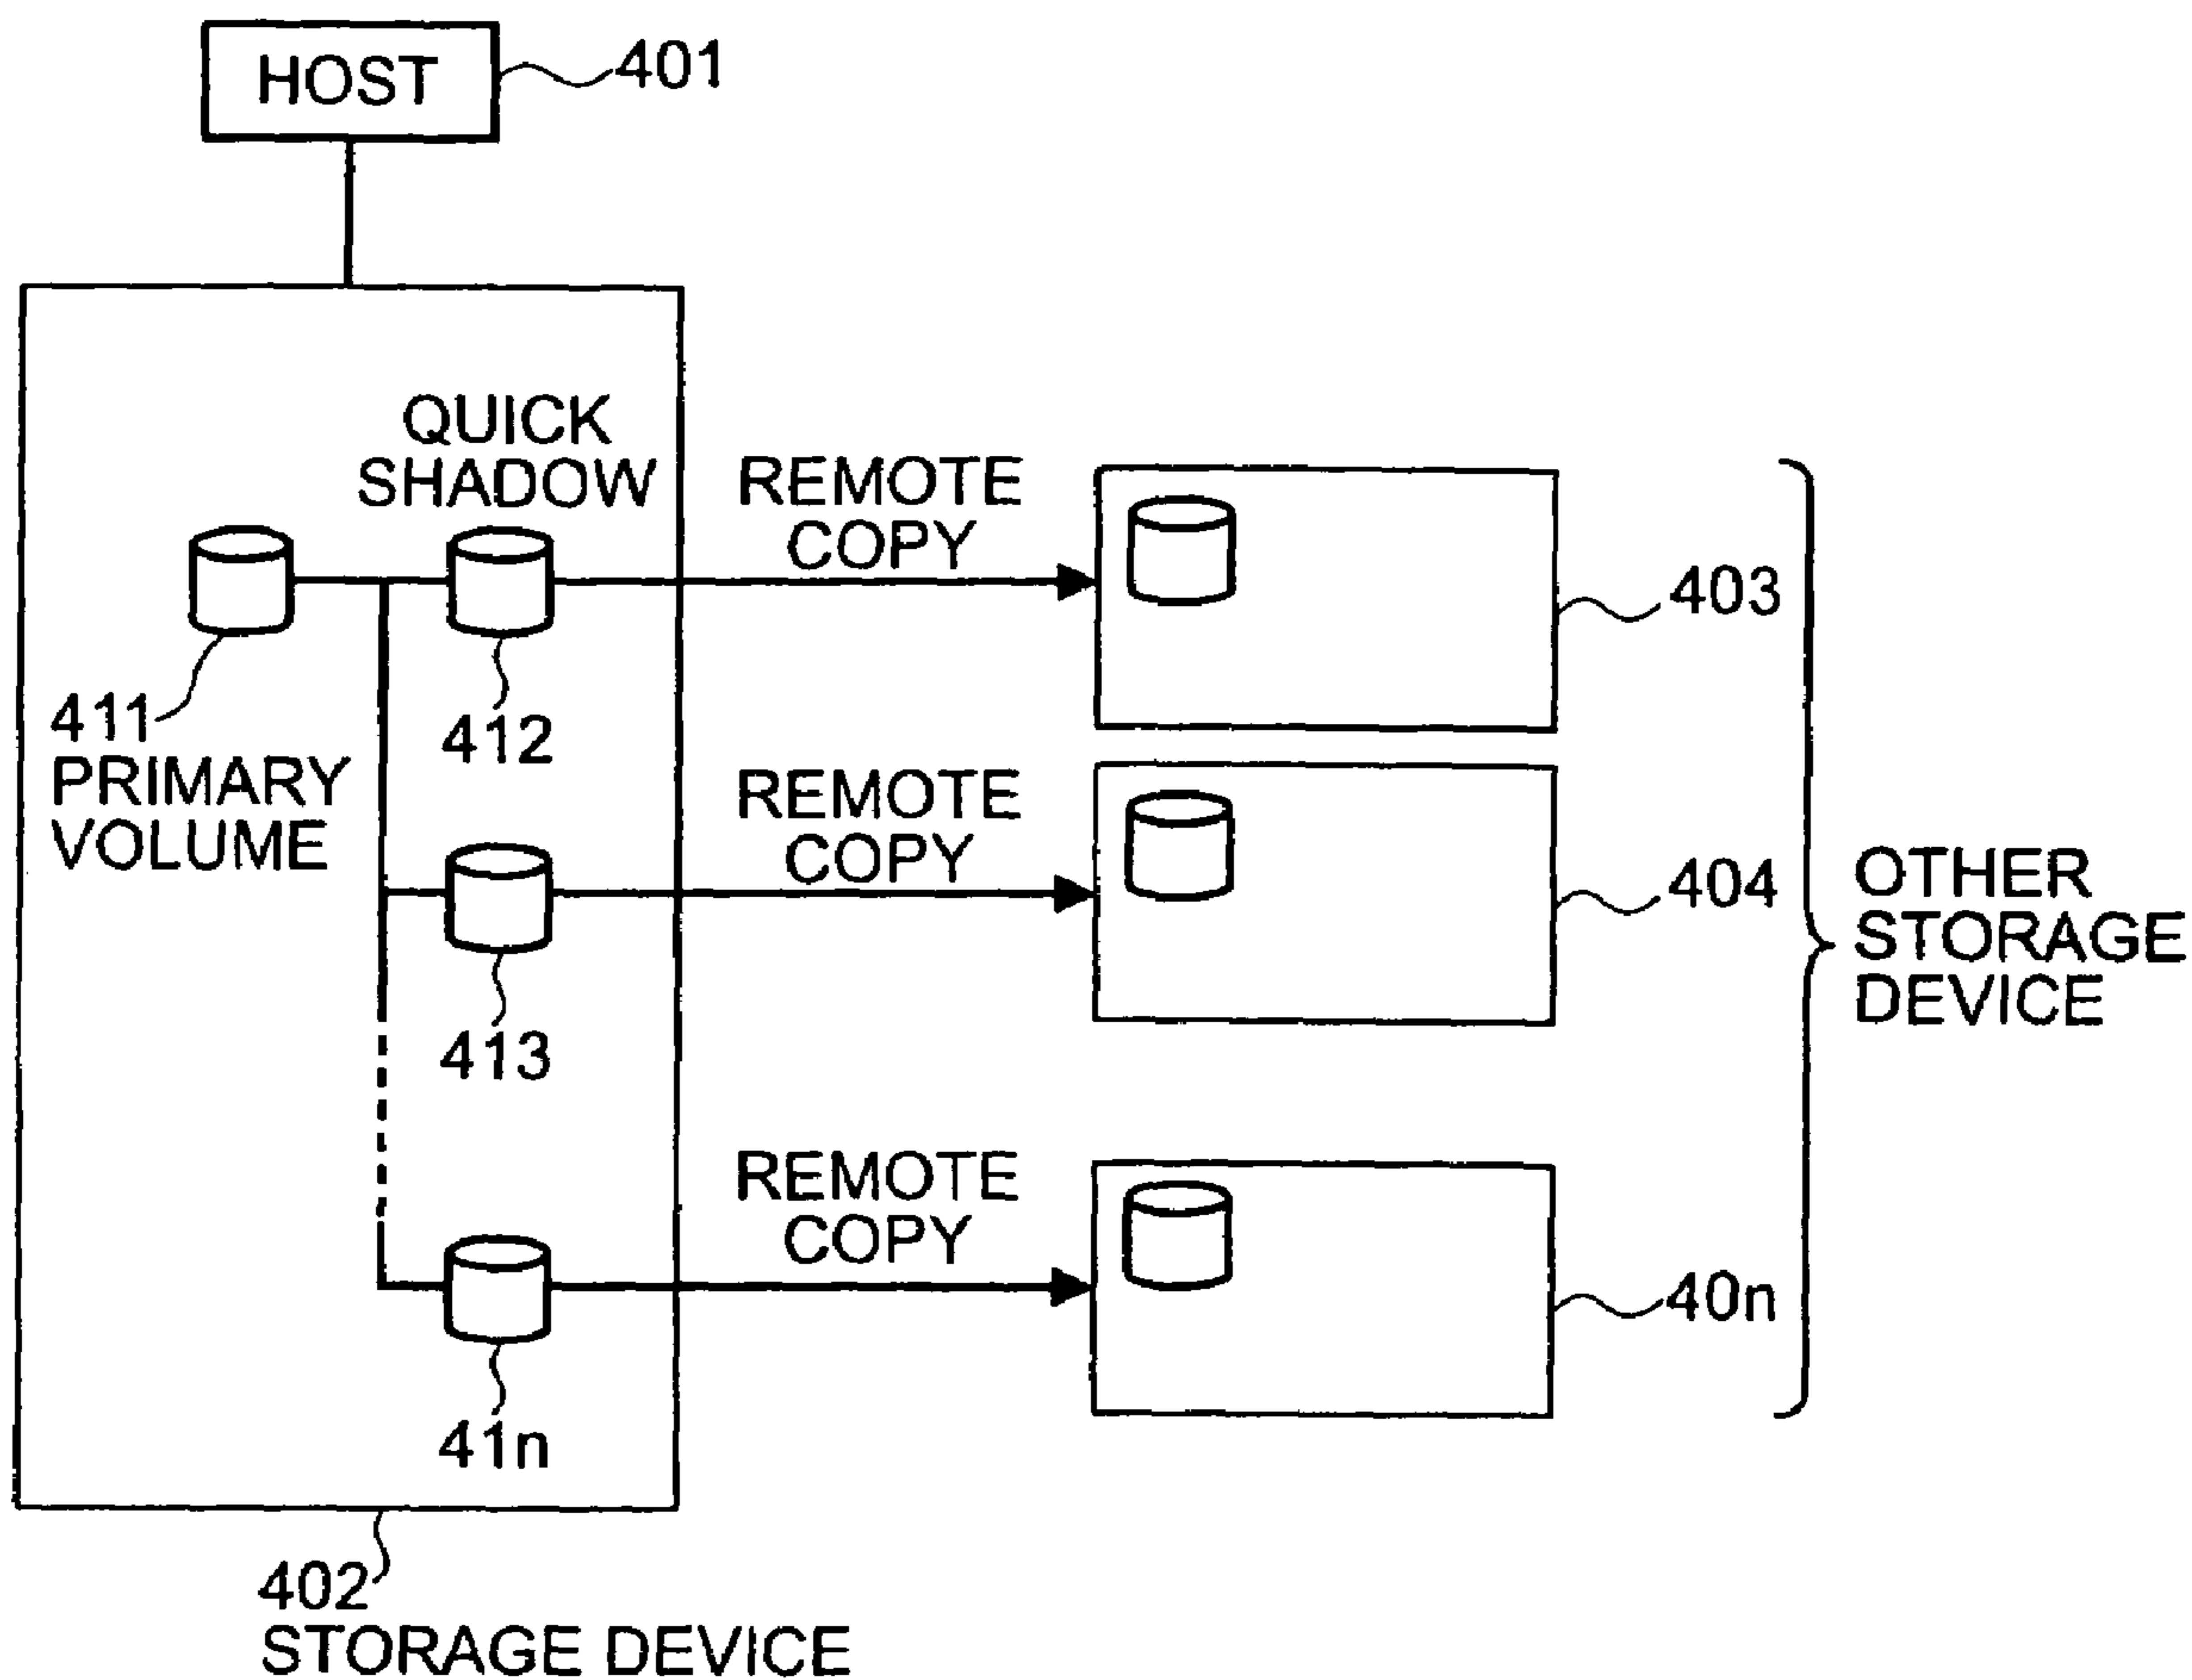 HOST
401
QUICK
SHADOW
REMOTE
COPY
403
411
PRIMARY
VOLUME
412
REMOTE
COPY
404
OTHER
STORAGE
DEVICE
413
REMOTE
COPY
40n
41n
402
STORAGE DEVICE